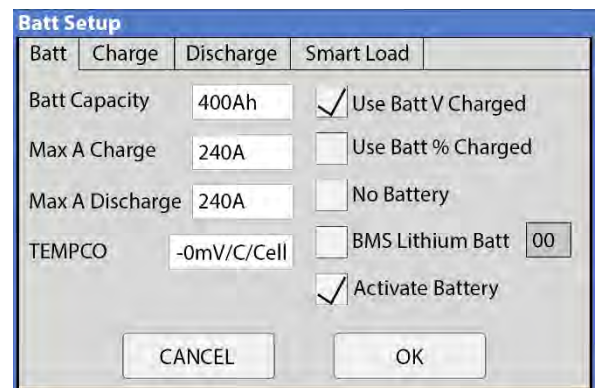 Batt Setup
Batt Charge Discharge Smart Load
Batt Capacity 400Ah Use Batt V Charged
Max A Charge 240A Use Batt % Charged
Max A Discharge 240A No Battery
TEMPCO -0mV/C/Cell BMS Lithium Batt 00
Activate Battery
CANCEL OK